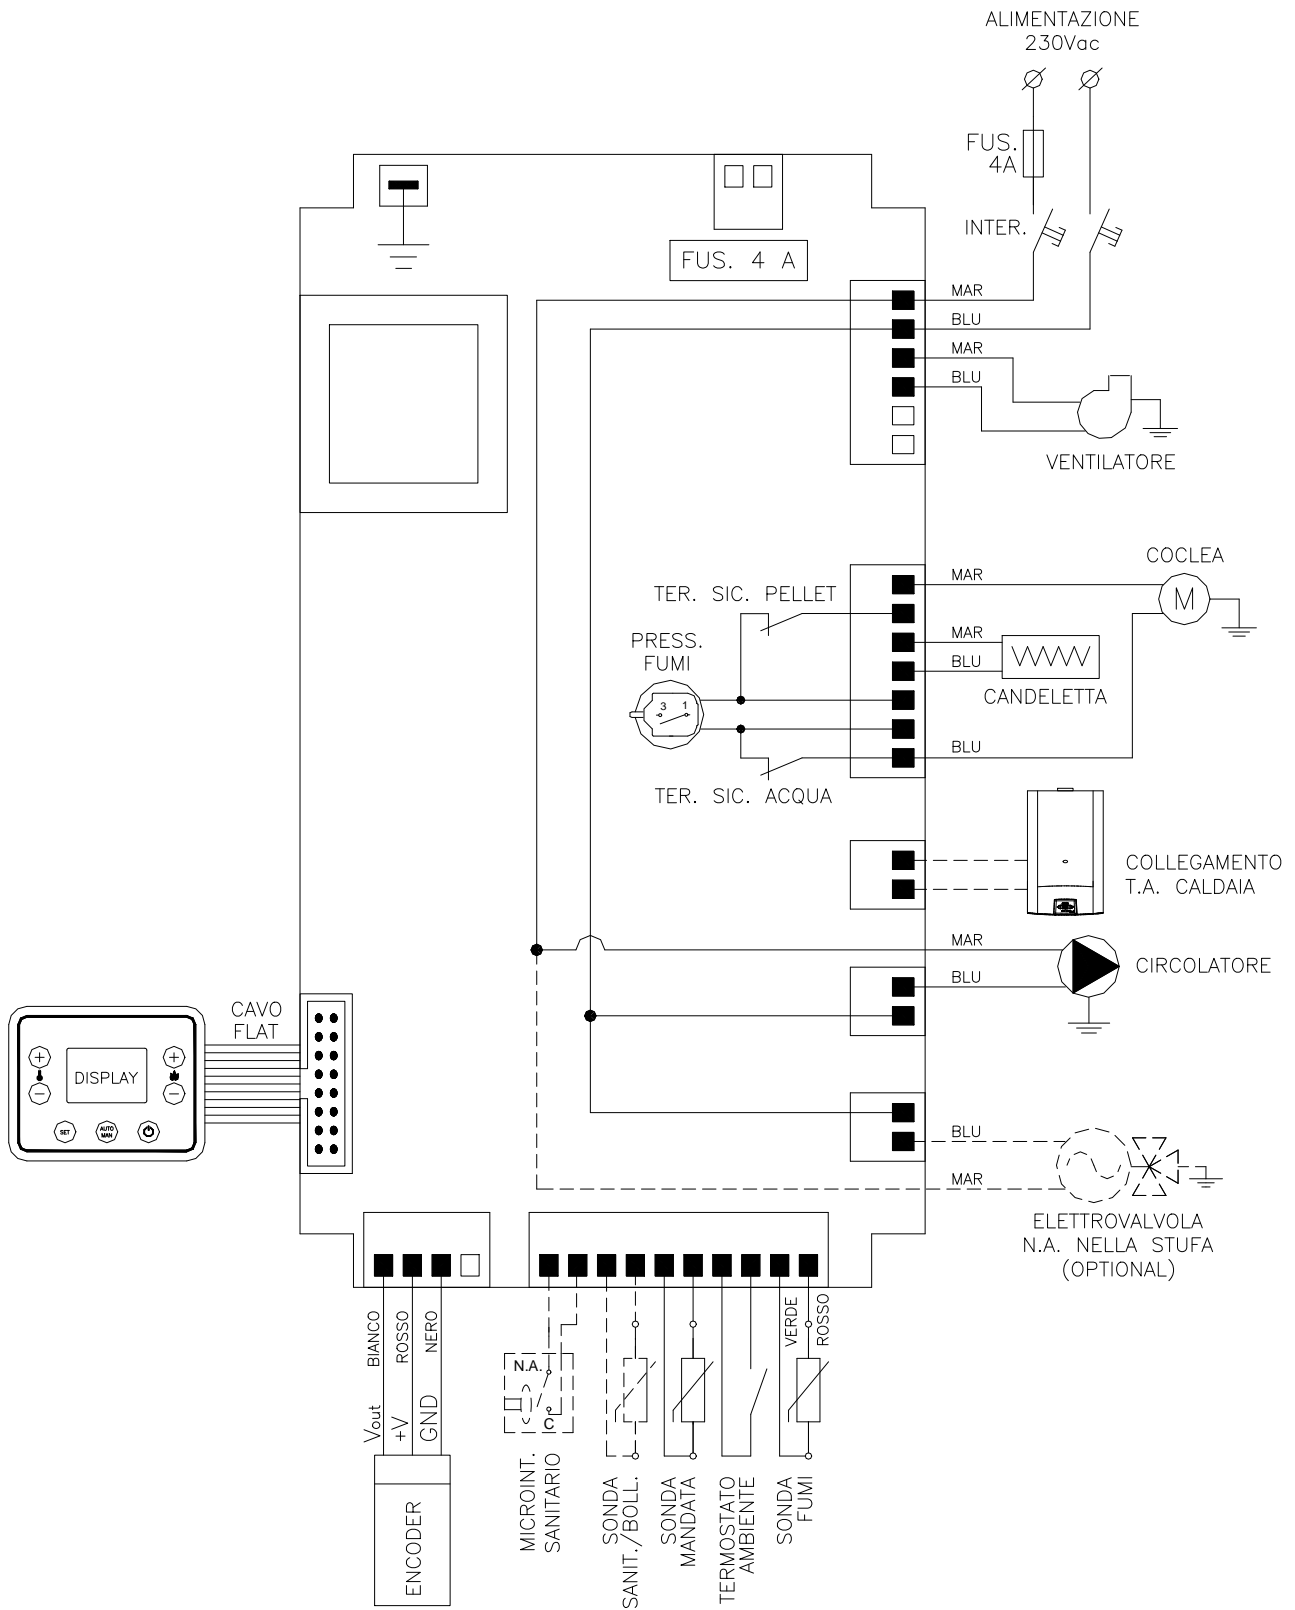 ALIMENTAZIONE
230Vac
FUS.
4A
INTER.
FUS. 4 A
MAR
BLU
MAR
BLU
VENTILATORE
COCLEA
M
MAR
TER. SIC. PELLET
MAR
BLU
CANDELETTA
PRESS.
FUMI
3 1
BLU
TER. SIC. ACQUA
COLLEGAMENTO
T.A. CALDAIA
MAR
BLU
CIRCOLATORE
CAVO
FLAT
DISPLAY
SET
AUTO
MAN
BLU
MAR
ELETTROVALVOLA
N.A. NELLA STUFA
(OPTIONAL)
BIANCO
ROSSO
NERO
Vout
+V
GND
ENCODER
N.A.
C
MICROINT.
SANITARIO
SONDA
SANIT./BOLL.
SONDA
MANDATA
TERMOSTATO
AMBIENTE
VERDE
ROSSO
SONDA
FUMI